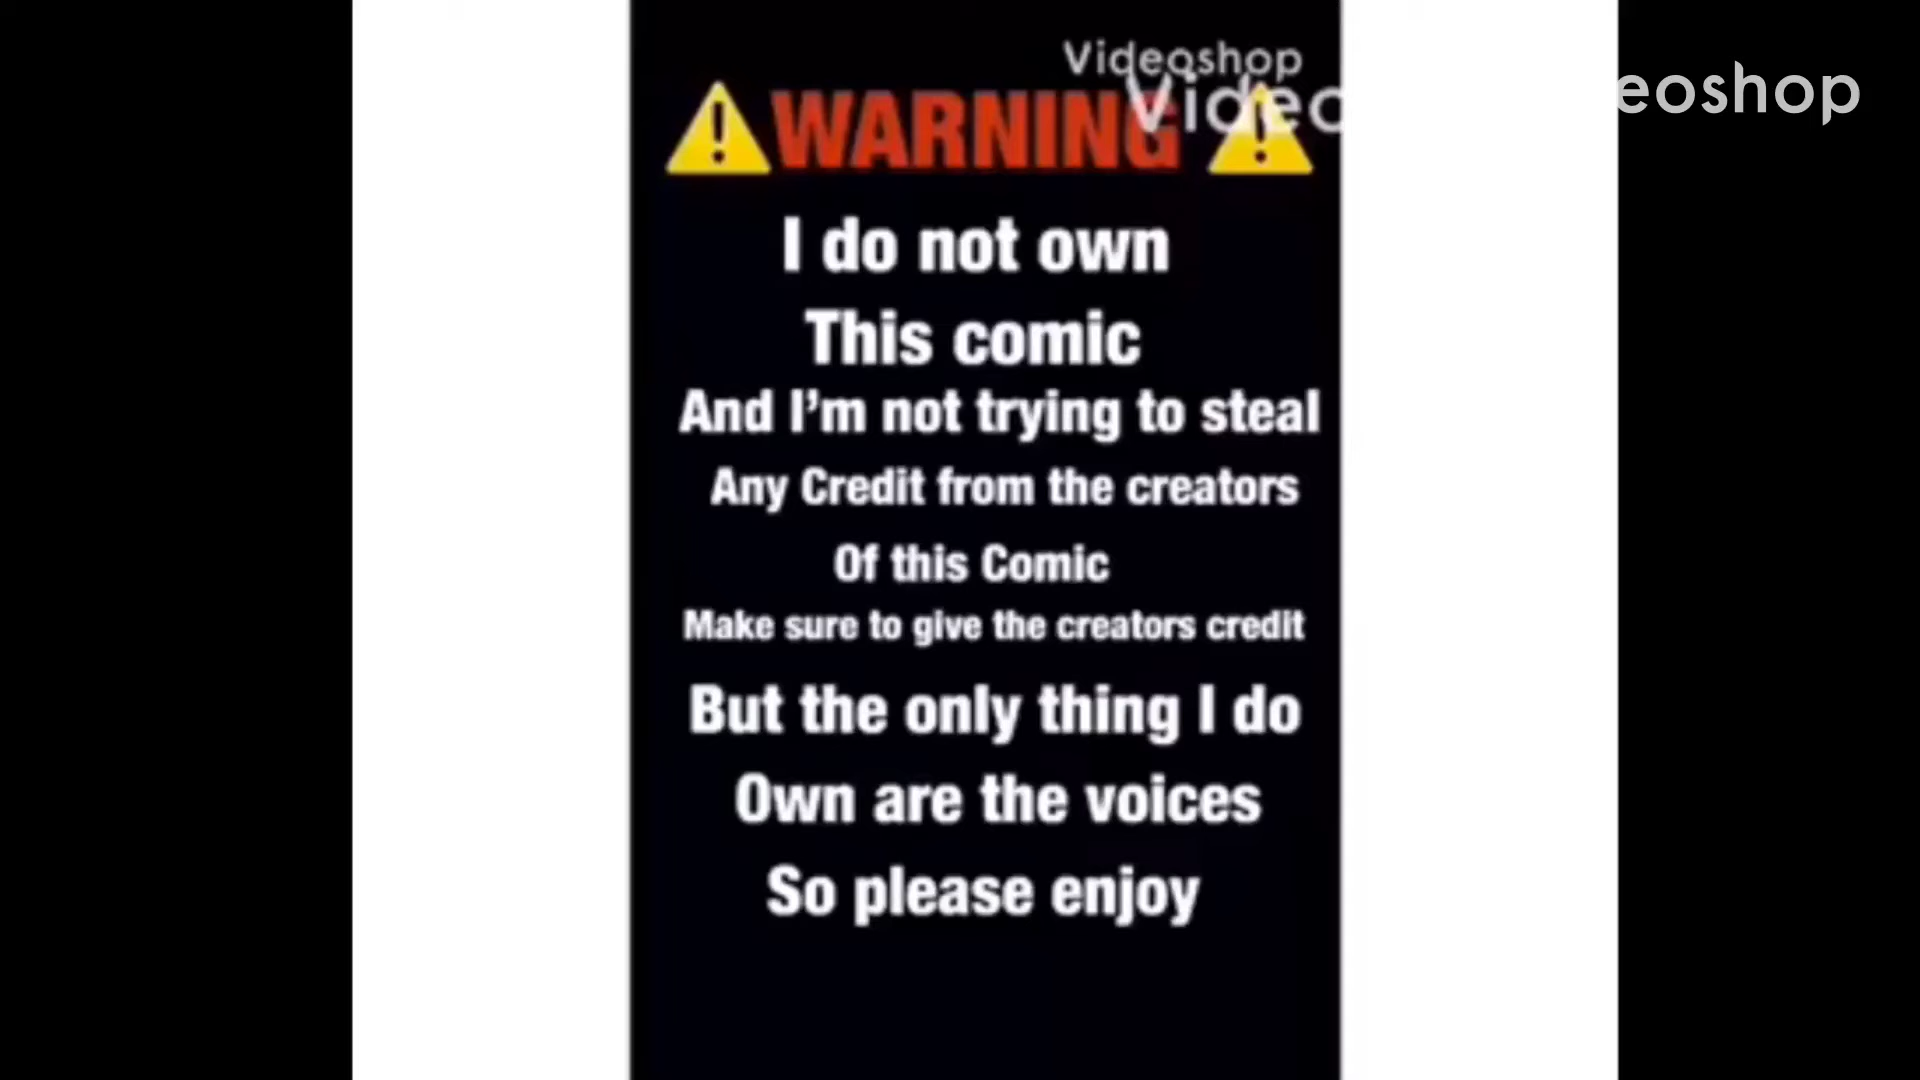 Videoshop
Video
eoshop
⚠WARNING⚠
I do not own
This comic
And I'm not trying to steal
Any Credit from the creators
Of this Comic
Make sure to give the creators credit
But the only thing I do
Own are the voices
So please enjoy